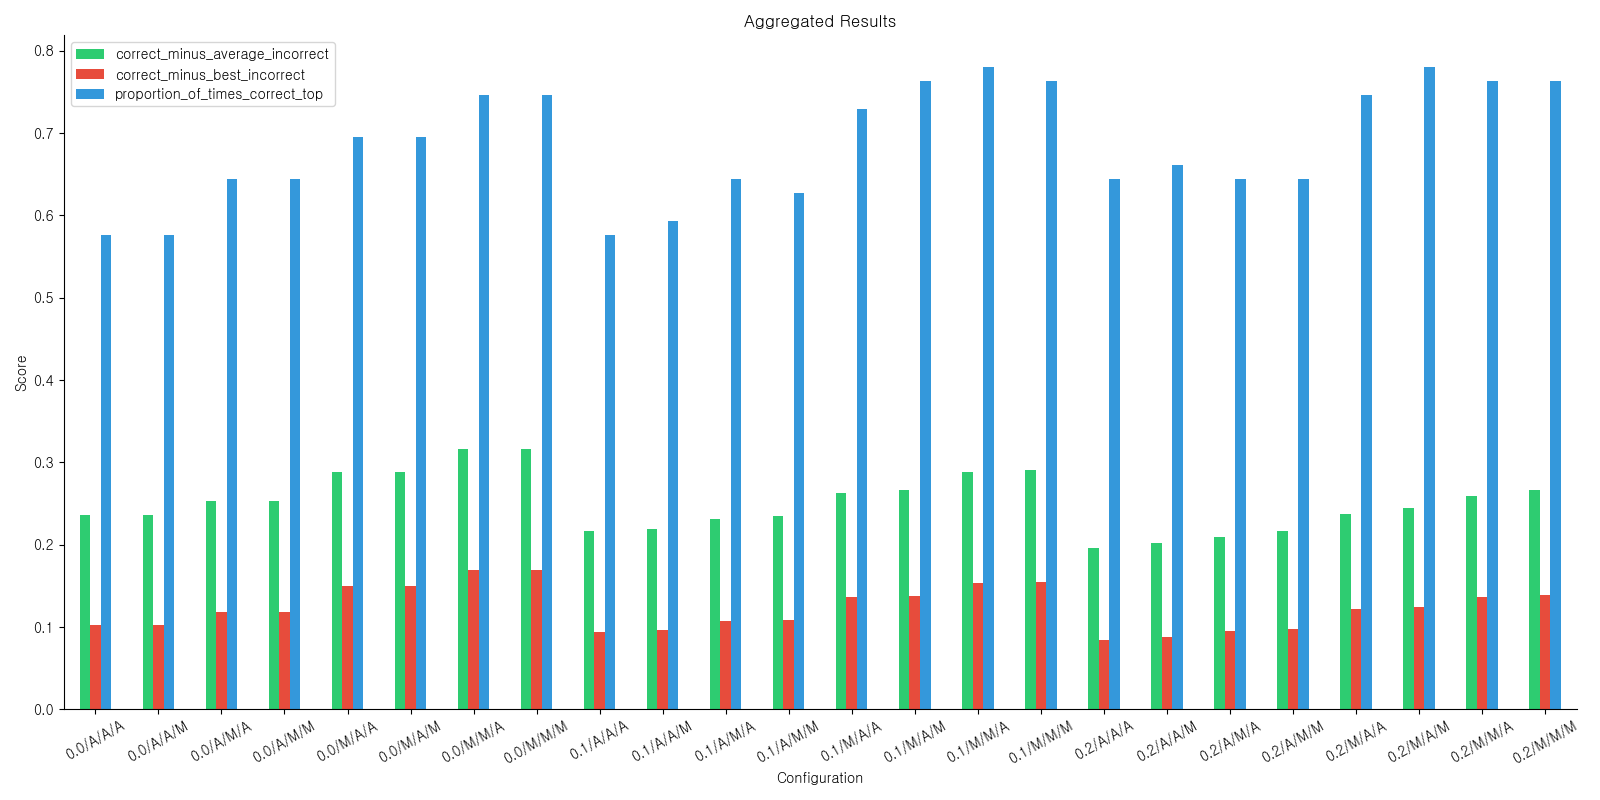 Aggregated Results
correct_minus_average_incorrect
correct_minus_best_incorrect
proportion_of_times_correct_top
Score
0.8
0.7
0.6
0.5
0.4
0.3
0.2
0.1
0.0
0.0/A/A/A
0.0/A/A/M
0.0/A/M/A
0.0/A/M/M
0.0/M/A/A
0.0/M/A/M
0.0/M/M/A
0.0/M/M/M
0.1/A/A/A
0.1/A/A/M
0.1/A/M/A
0.1/A/M/M
0.1/M/A/A
0.1/M/A/M
0.1/M/M/A
0.1/M/M/M
0.2/A/A/A
0.2/A/A/M
0.2/A/M/A
0.2/A/M/M
0.2/M/A/A
0.2/M/A/M
0.2/M/M/A
0.2/M/M/M
Configuration